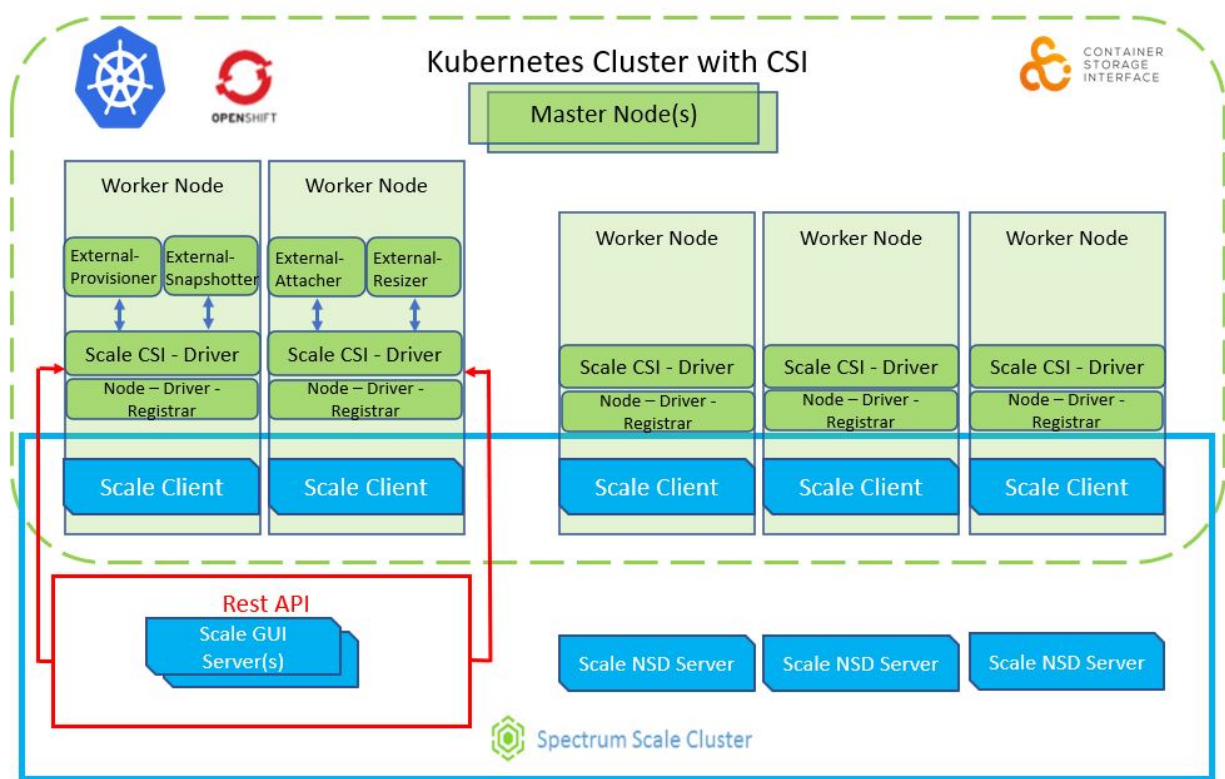 Kubernetes Cluster with CSI
OPENSHIFT
CONTAINER
STORAGE
INTERFACE
Master Node(s)
Worker Node
Worker Node
Worker Node
Worker Node
Worker Node
External-
Provisioner
External-
Snapshotter
External-
Attacher
External-
Resizer
Scale CSI - Driver
Scale CSI - Driver
Scale CSI - Driver
Scale CSI - Driver
Scale CSI - Driver
Node – Driver -
Registrar
Node – Driver -
Registrar
Node – Driver -
Registrar
Node – Driver -
Registrar
Node – Driver -
Registrar
Scale Client
Scale Client
Scale Client
Scale Client
Scale Client
Rest API
Scale GUI
Server(s)
Scale NSD Server
Scale NSD Server
Scale NSD Server
Spectrum Scale Cluster